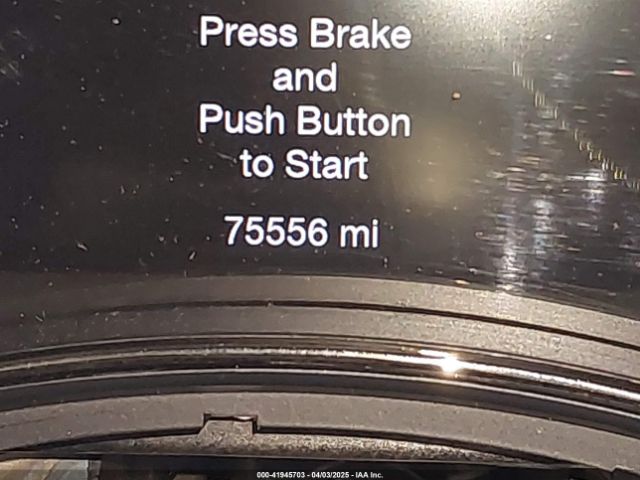 Press Brake
and
Push Button
to Start
75556 mi
000-41945703 - 04/03/2025 - IAA Inc.